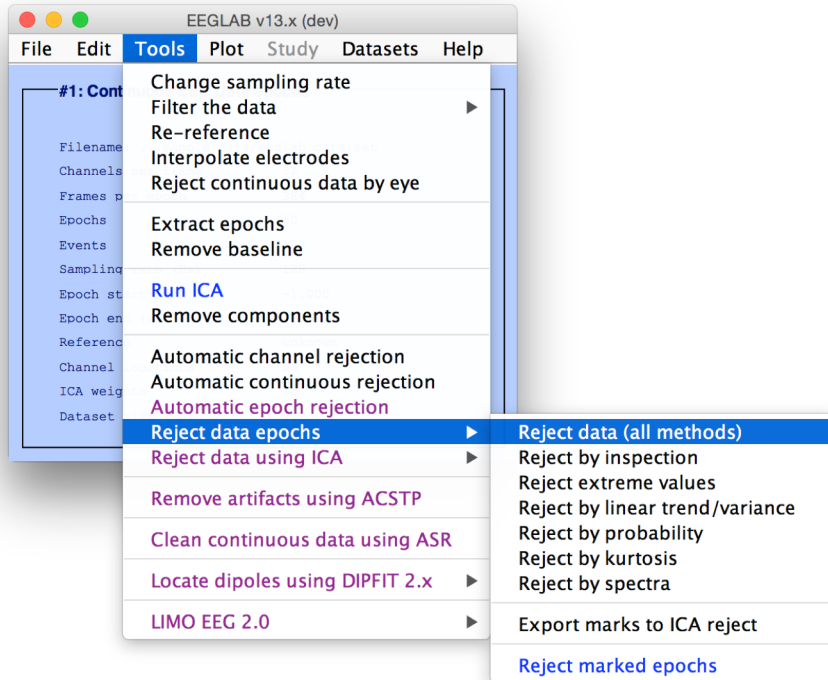 EEGLAB v13.x (dev)
File Edit Tools Plot Study Datasets Help
#1: Cont
Filename
Channels
Frames
Epochs
Events
Sampling
Epoch
Epoch
Reference
Channel
ICA
Dataset
Change sampling rate
Filter the data
Re-reference
Interpolate electrodes
Reject continuous data by eye
Extract epochs
Remove baseline
Run ICA
Remove components
Automatic channel rejection
Automatic continuous rejection
Automatic epoch rejection
Reject data epochs
Reject data using ICA
Remove artifacts using ACSTP
Clean continuous data using ASR
Locate dipoles using DIPFIT 2.x
LIMO EEG 2.0
Reject data (all methods)
Reject by inspection
Reject extreme values
Reject by linear trend/variance
Reject by probability
Reject by kurtosis
Reject by spectra
Export marks to ICA reject
Reject marked epochs